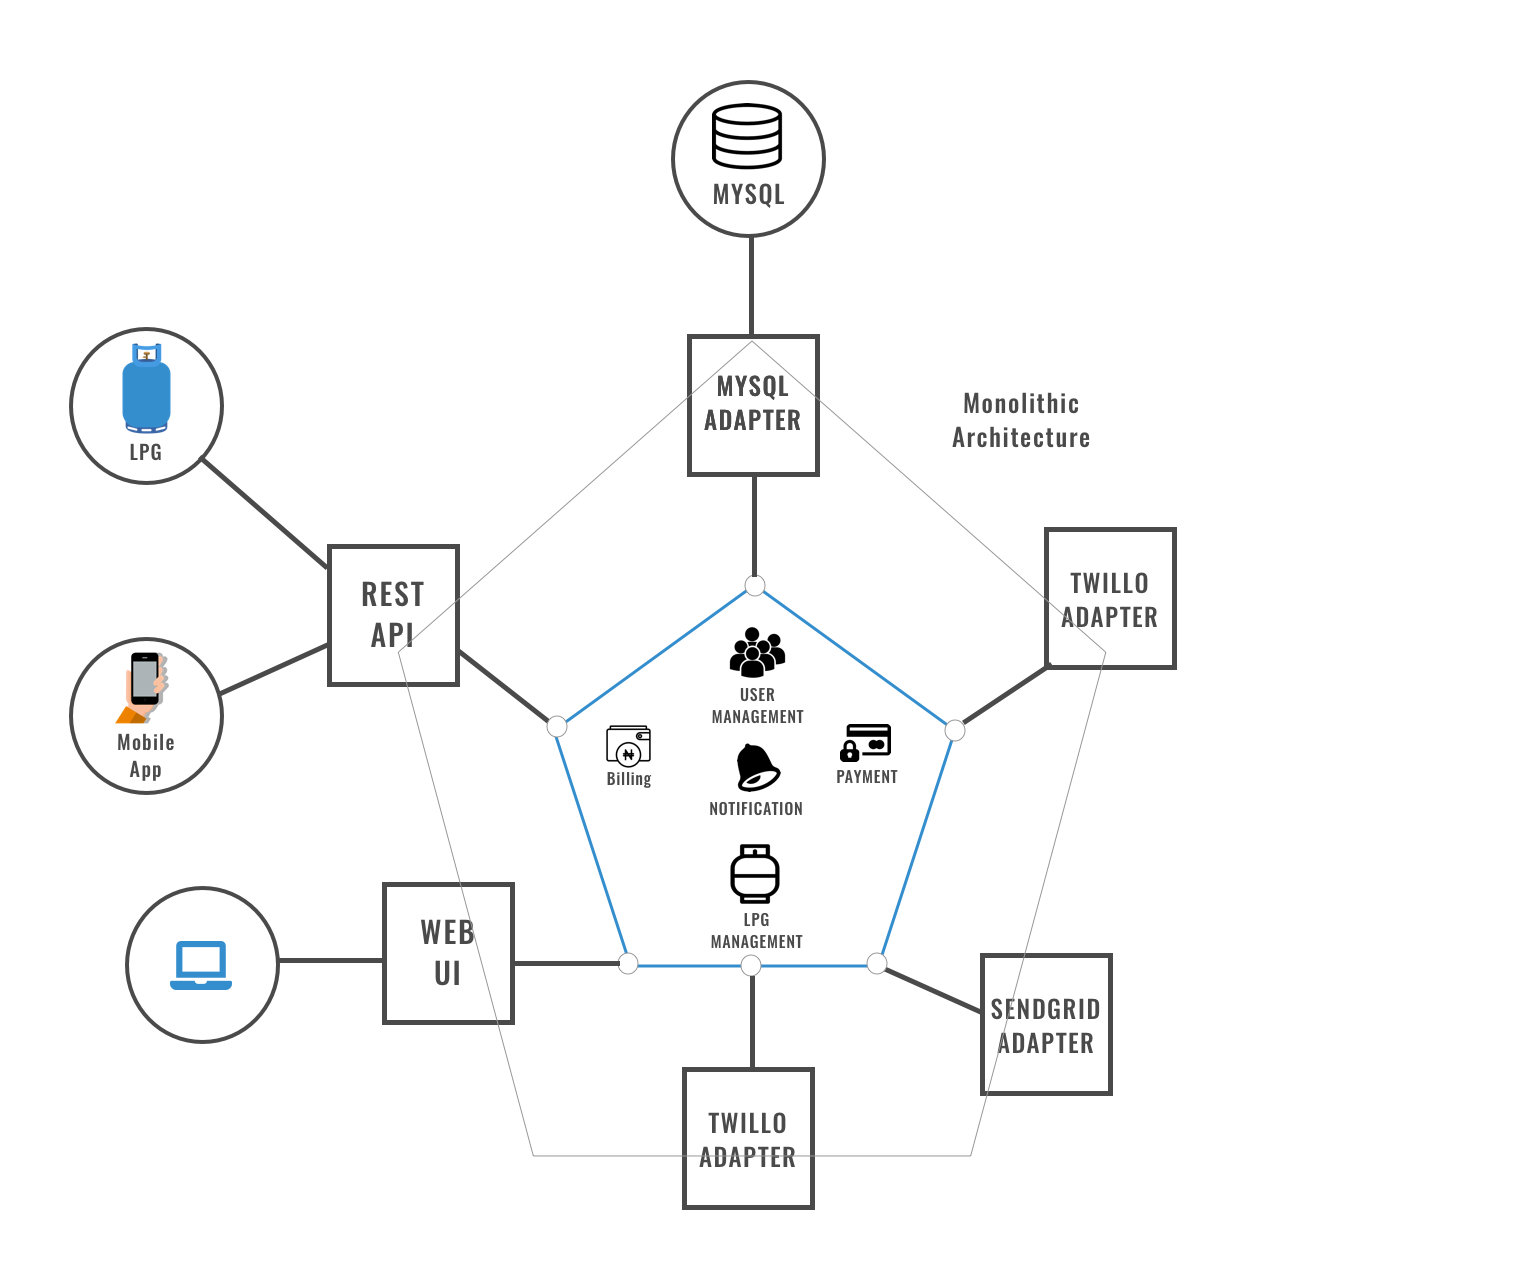 MYSQL
MYSQL
ADAPTER
Monolithic
Architecture
LPG
REST
API
TWILLO
ADAPTER
Mobile
App
USER
MANAGEMENT
Billing
PAYMENT
NOTIFICATION
LPG
MANAGEMENT
WEB
UI
SENDGRID
ADAPTER
TWILLO
ADAPTER